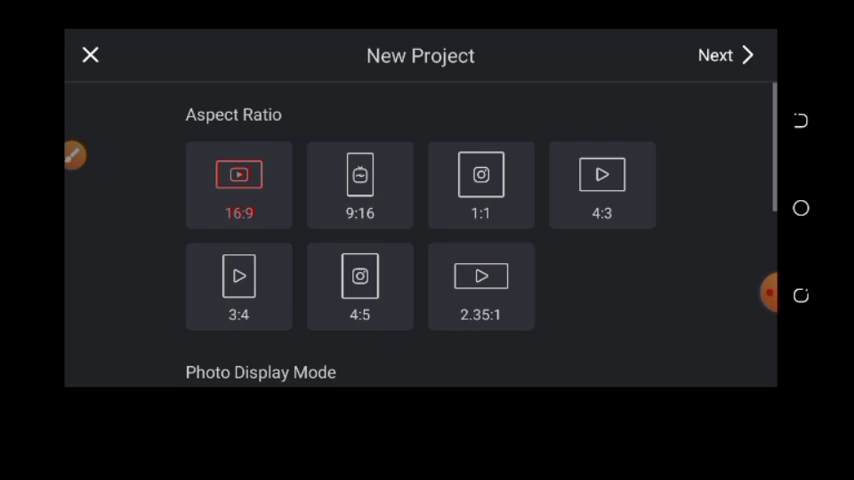 New Project
Next
Aspect Ratio
16:9
9:16
1:1
4:3
3:4
4:5
2.35:1
Photo Display Mode